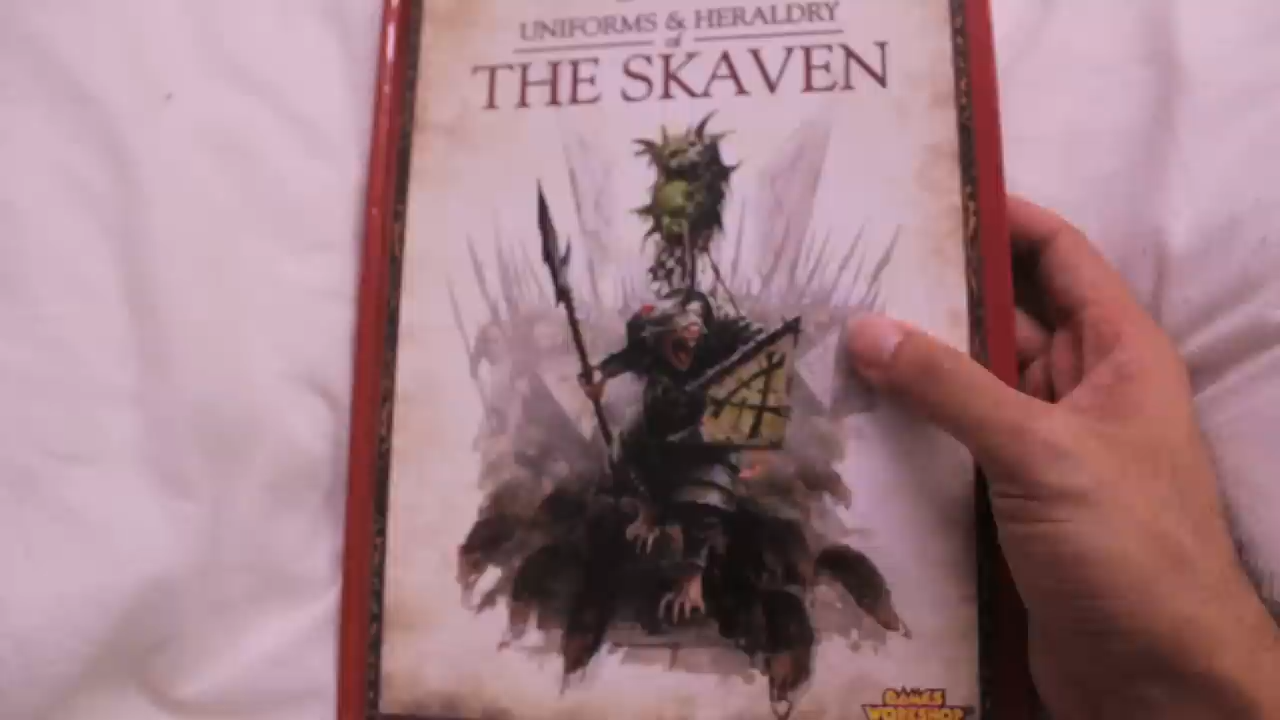 UNIFORMS & HERALDRY
of
THE SKAVEN
GAMES
WORKSHOP